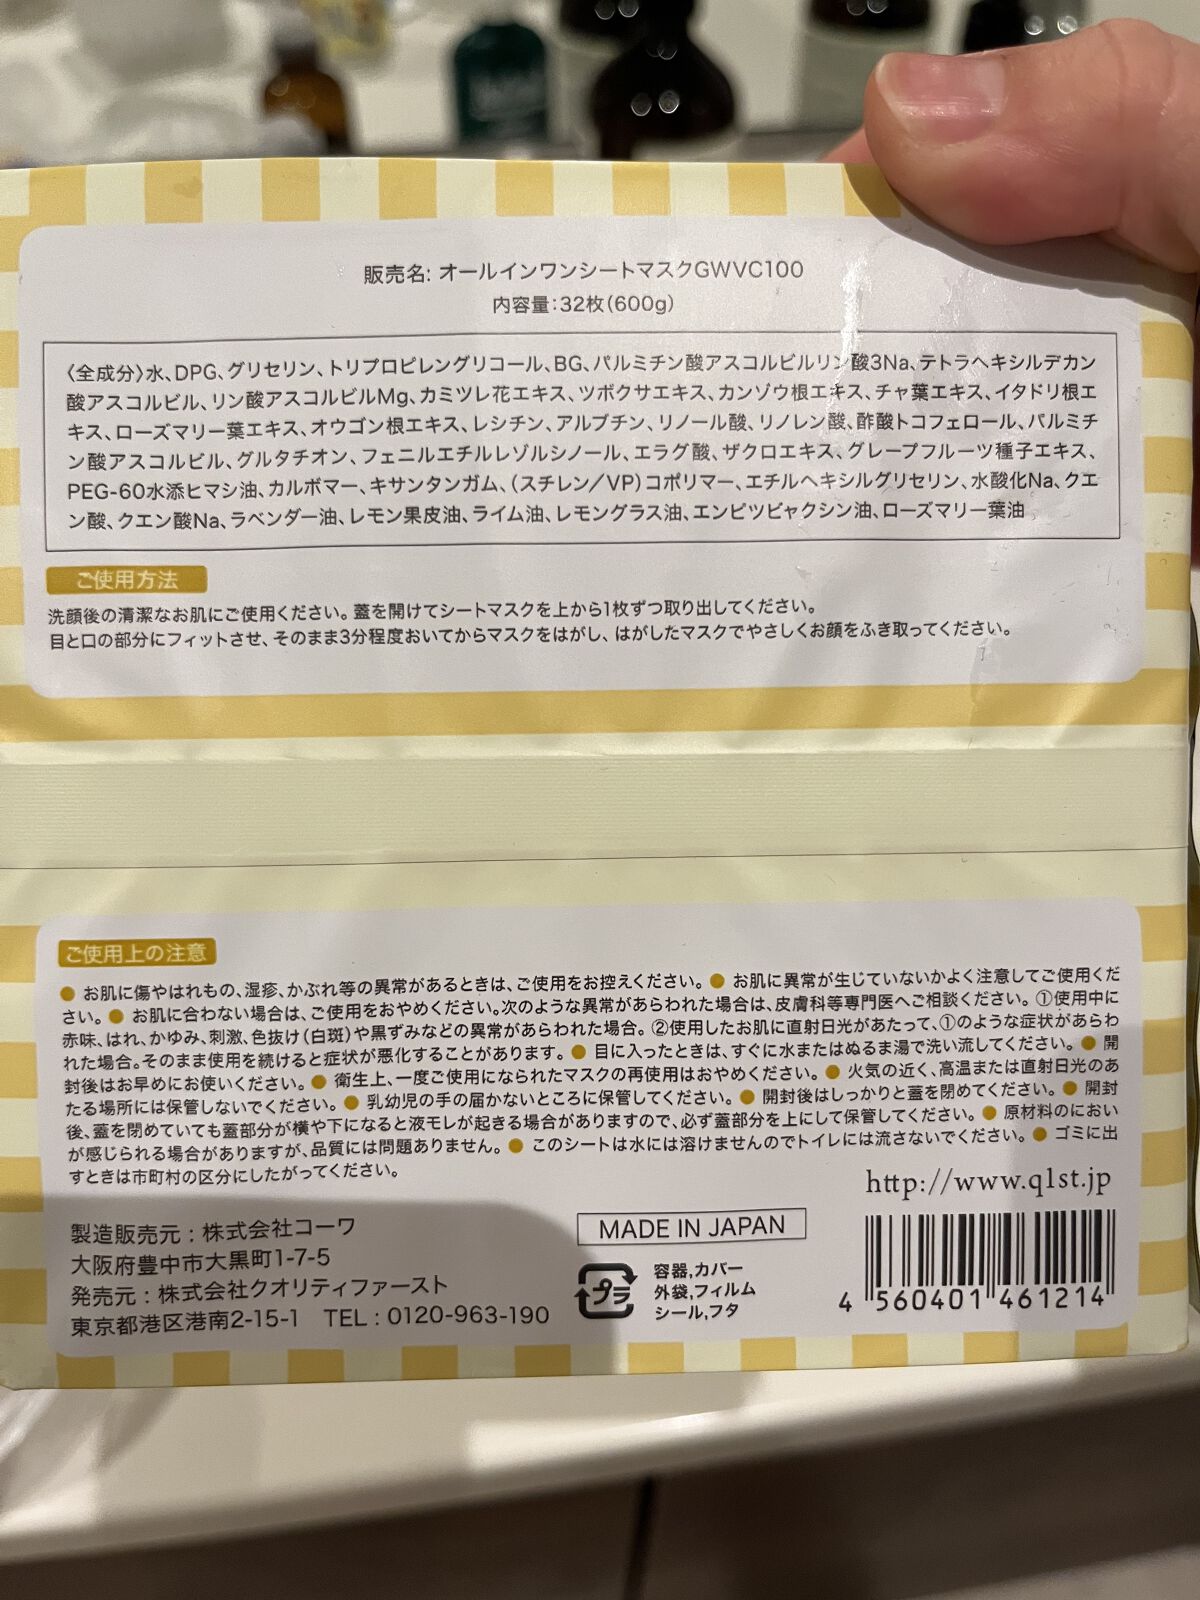 販売名: オールインワンシートマスクGWVC100
内容量:32枚(600g)
〈全成分〉水、DPG、グリセリン、トリプロピレングリコール、BG、パルミチン酸アスコルビルリン酸3Na、テトラヘキシルデカン
酸アスコルビル、リン酸アスコルビルMg、カミツレ花エキス、ツボクサエキス、カンゾウ根エキス、チャ葉エキス、イタドリ根エ
キス、ローズマリー葉エキス、オウゴン根エキス、レシチン、アルブチン、リノール酸、リノレン酸、酢酸トコフェロール、パルミチ
ン酸アスコルビル、グルタチオン、フェニルエチルレゾルシノール、エラグ酸、ザクロエキス、グレープフルーツ種子エキス、
PEG-60水添ヒマシ油、カルボマー、キサンタンガム、(スチレン/VP)コポリマー、エチルヘキシルグリセリン、水酸化Na、クエ
ン酸、クエン酸Na、ラベンダー油、レモン果皮油、ライム油、レモングラス油、エンピツビャクシン油、ローズマリー葉油
ご使用方法
洗顔後の清潔なお肌にご使用ください。蓋を開けてシートマスクを上から1枚ずつ取り出してください。
目と口の部分にフィットさせ、そのまま3分程度おいてからマスクをはがし、はがしたマスクでやさしくお顔をふき取ってください。
ご使用上の注意
● お肌に傷やはれもの、湿疹、かぶれ等の異常があるときは、ご使用をお控えください。● お肌に異常が生じていないかよく注意してご使用くだ
さい。● お肌に合わない場合は、ご使用をおやめください。次のような異常があらわれた場合は、皮膚科等専門医へご相談ください。①使用中に
赤味、はれ、かゆみ、刺激、色抜け(白斑)や黒ずみなどの異常があらわれた場合。②使用したお肌に直射日光があたって、①のような症状があらわ
れた場合。そのまま使用を続けると症状が悪化することがあります。● 目に入ったときは、すぐに水またはぬるま湯で洗い流してください。● 開
封後はお早めにお使いください。● 衛生上、一度ご使用になられたマスクの再使用はおやめください。● 火気の近く、高温または直射日光のあ
たる場所には保管しないでください。● 乳幼児の手の届かないところに保管してください。● 開封後はしっかりと蓋を閉めてください。● 開封
後、蓋を閉めていても蓋部分が横や下になると液モレが起きる場合がありますので、必ず蓋部分を上にして保管してください。● 原材料のにおい
が感じられる場合がありますが、品質には問題ありません。● このシートは水には溶けませんのでトイレには流さないでください。● ゴミに出
すときは市町村の区分にしたがってください。
http://www.q1st.jp
製造販売元:株式会社コーワ
大阪府豊中市大黒町1-7-5
発売元:株式会社クオリティファースト
東京都港区港南2-15-1 TEL:0120-963-190
MADE IN JAPAN
プラ
容器,カバー
外袋,フィルム
シール,フタ
4 560401 461214